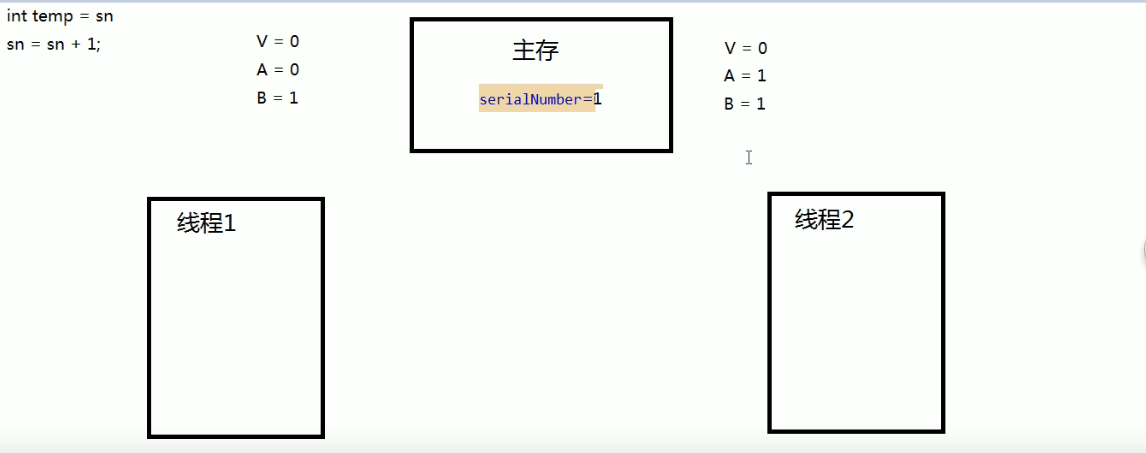 int temp = sn
sn = sn + 1;
V = 0
A = 0
B = 1
主存
serialNumber=1
V = 0
A = 1
B = 1
线程1
线程2